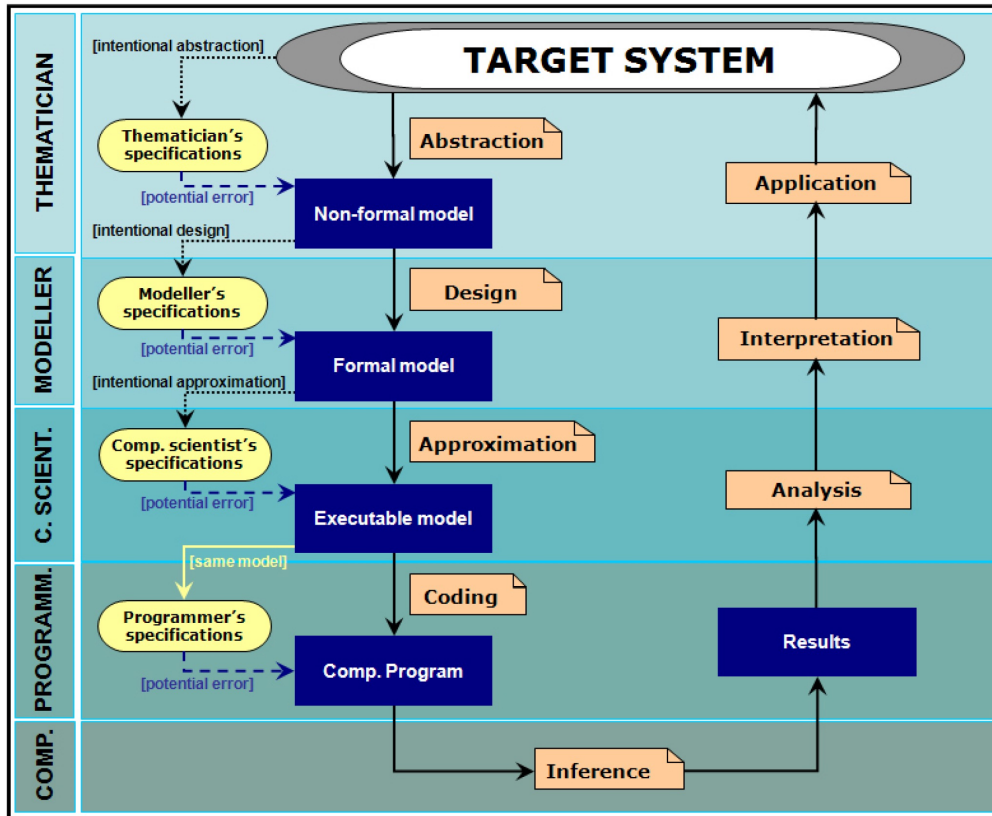 THEMATICIAN
[intentional abstraction]
TARGET SYSTEM
Thematician's
specifications
Abstraction
[potential error]
Non-formal model
Application
[intentional design]
MODELLER
Modeller's
specifications
Design
[potential error]
Formal model
Interpretation
[intentional approximation]
C. SCIENT.
Comp. scientist's
specifications
Approximation
[potential error]
Executable model
Analysis
[same model]
PROGRAMM.
Programmer's
specifications
Coding
[potential error]
Comp. Program
Results
COMP.
Inference